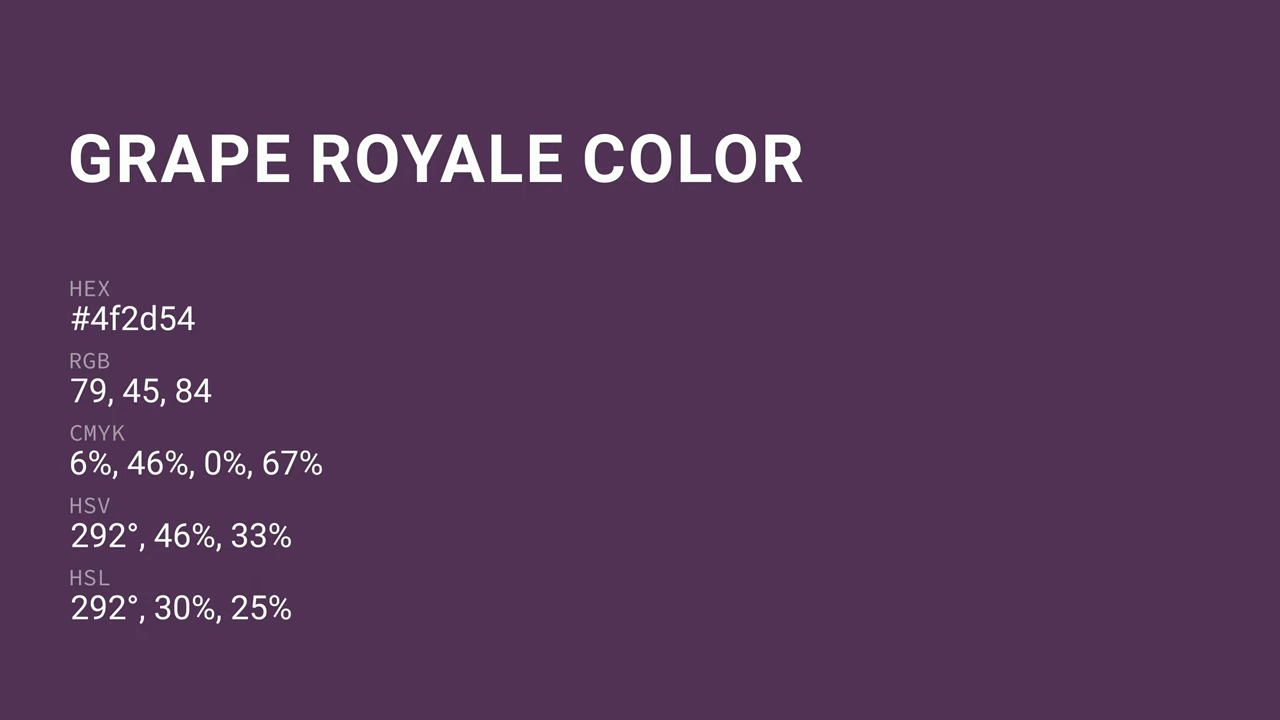 GRAPE ROYALE COLOR
HEX
#4f2d54
RGB
79, 45, 84
CMYK
6%, 46%, 0%, 67%
HSV
292°, 46%, 33%
HSL
292°, 30%, 25%